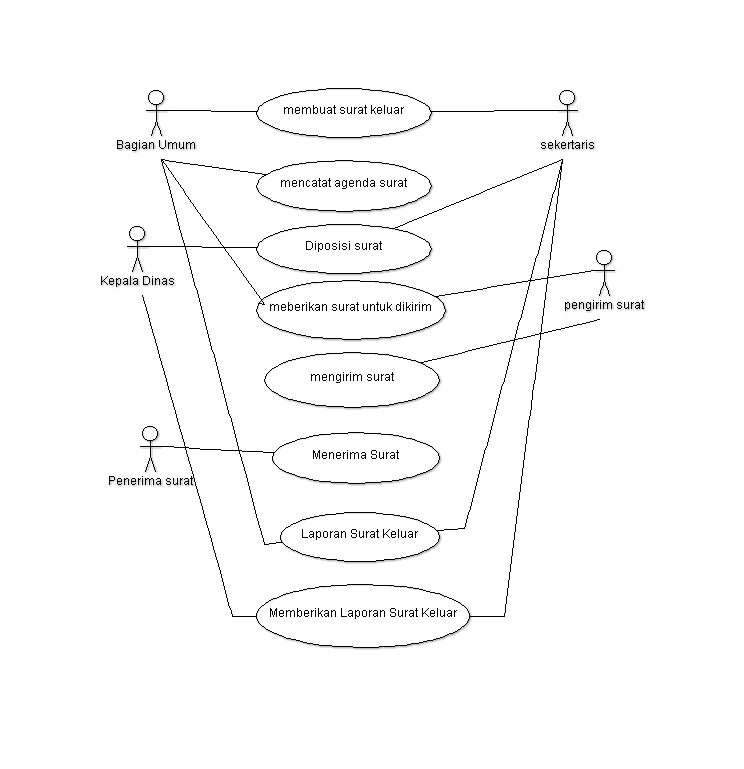 membuat surat keluar
Bagian Umum
sekertaris
mencatat agenda surat
Diposisi surat
Kepala Dinas
meberikan surat untuk dikirim
pengirim surat
mengirim surat
Menerima Surat
Penerima surat
Laporan Surat Keluar
Memberikan Laporan Surat Keluar